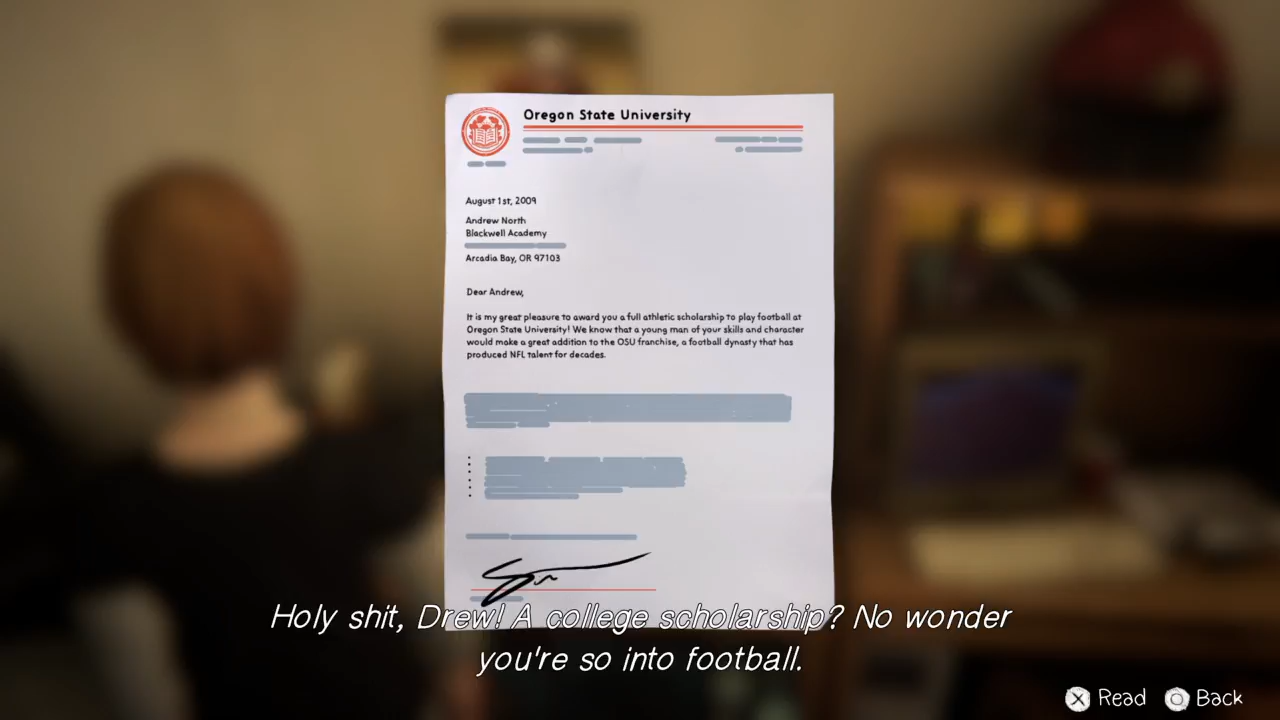 Oregon State University
August 1st, 2009
Andrew North
Blackwell Academy
Arcadia Bay, OR 97103
Dear Andrew,
It is my great pleasure to award you a full athletic scholarship to play football at
Oregon State University! We know that a young man of your skills and character
would make a great addition to the OSU franchise, a football dynasty that has
produced NFL talent for decades.
Holy shit, Drew! A college scholarship? No wonder
you're so into football.
Read Back